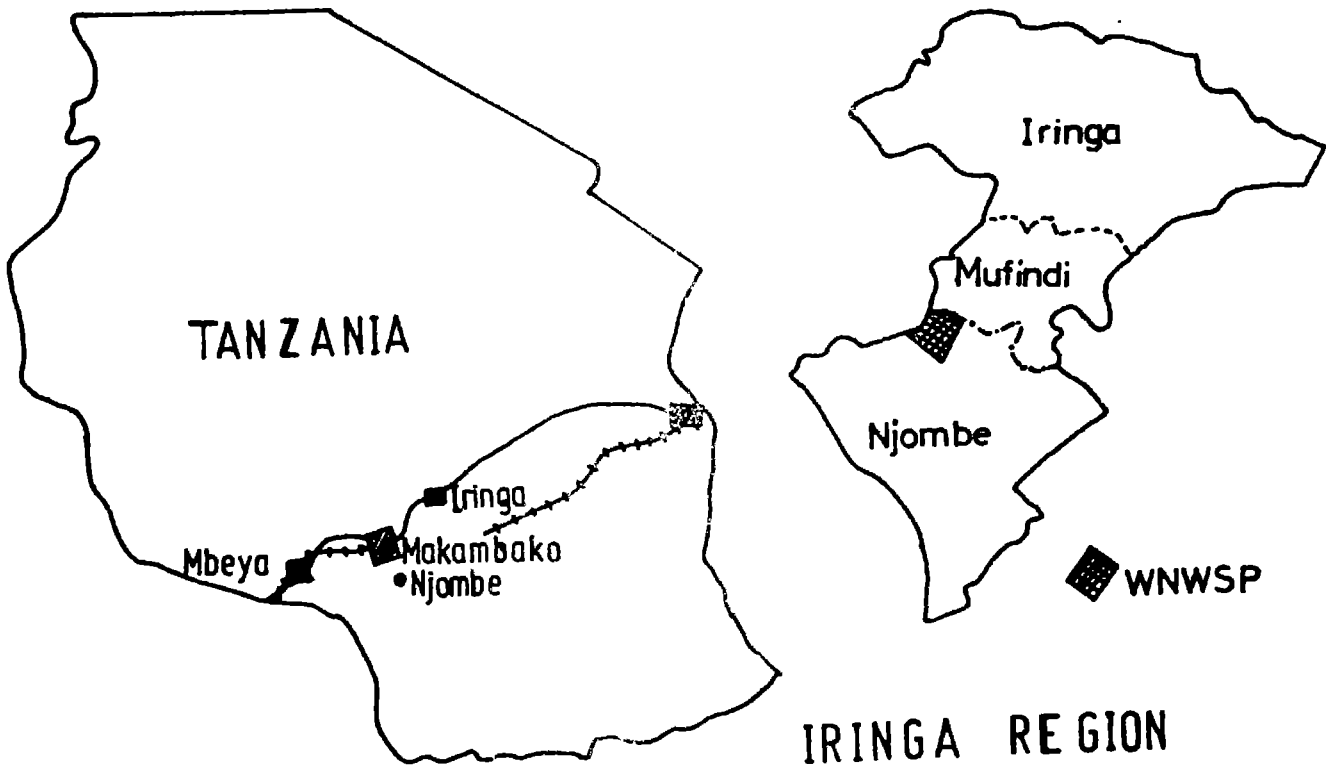 TANZANIA
Iringa
Mbeya
Makambako
Njombe
Iringa
Mufindi
Njombe
WNWSP
IRINGA REGION